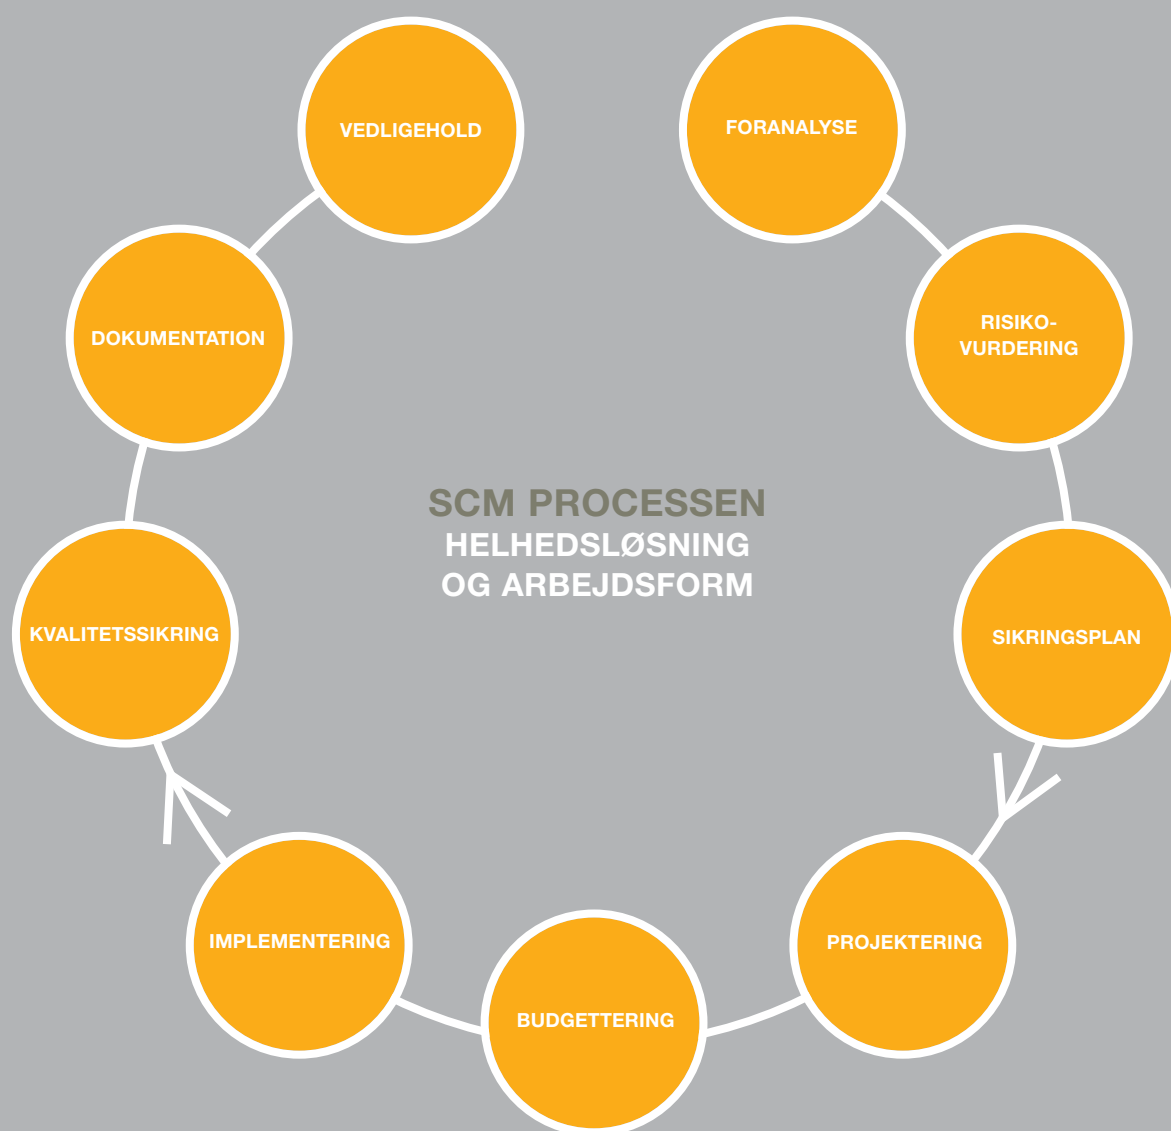 SCM PROCESSEN
HELHEDSLØSNING
OG ARBEJDSFORM
FORANALYSE
RISIKO-
VURDERING
SIKRINGSPLAN
PROJEKTERING
BUDGETTERING
IMPLEMENTERING
KVALITETSSIKRING
DOKUMENTATION
VEDLIGEHOLD